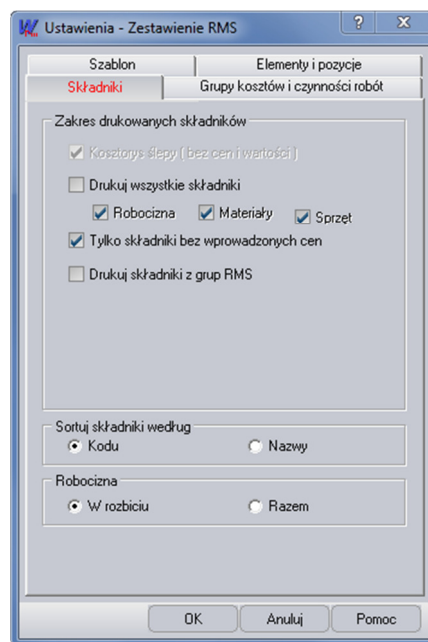 Ustawienia - Zestawienie RMS
Szablon Elementy i pozycje
Składniki Grupy kosztów i czynności robót
Zakres drukowanych składników
Kosztorys ślepy ( bez cen i wartości )
Drukuj wszystkie składniki
Robocizna Materiały Sprzęt
Tylko składniki bez wprowadzonych cen
Drukuj składniki z grup RMS
Sortuj składniki według
Kodu Nazwy
Robocizna
W rozbiciu Razem
OK Anuluj Pomoc